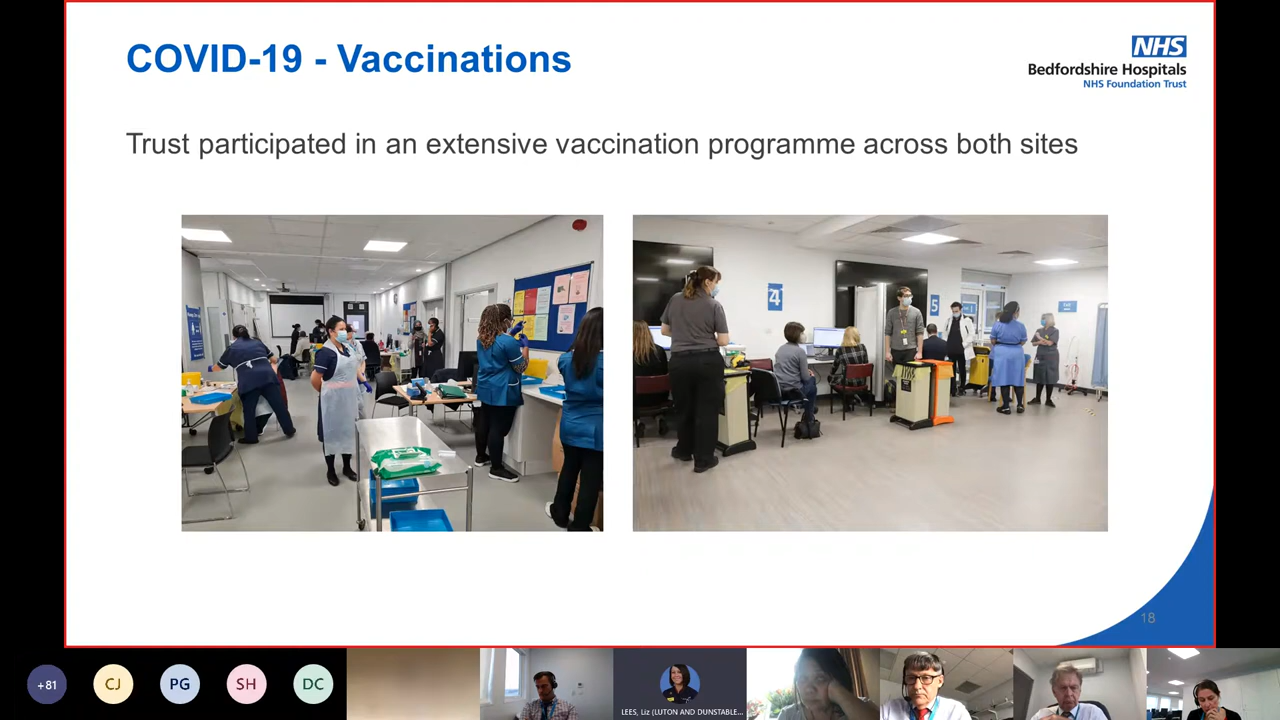 COVID-19 - Vaccinations
NHS
Bedfordshire Hospitals
NHS Foundation Trust
Trust participated in an extensive vaccination programme across both sites
4
5
18
+81
CJ
PG
SH
DC
LEES, Liz (LUTON AND DUNSTABLE...